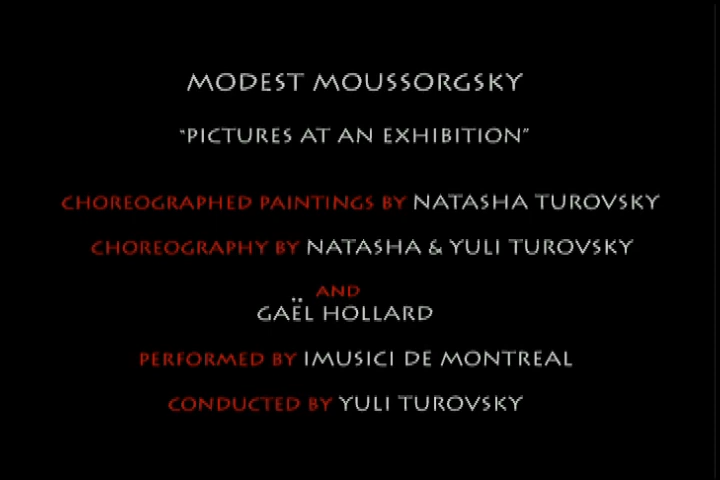 MODEST MOUSSORGSKY
"PICTURES AT AN EXHIBITION"
CHOREOGRAPHED PAINTINGS BY NATASHA TUROVSKY
CHOREOGRAPHY BY NATASHA & YULI TUROVSKY
AND
GAËL HOLLARD
PERFORMED BY IMUSICI DE MONTREAL
CONDUCTED BY YULI TUROVSKY